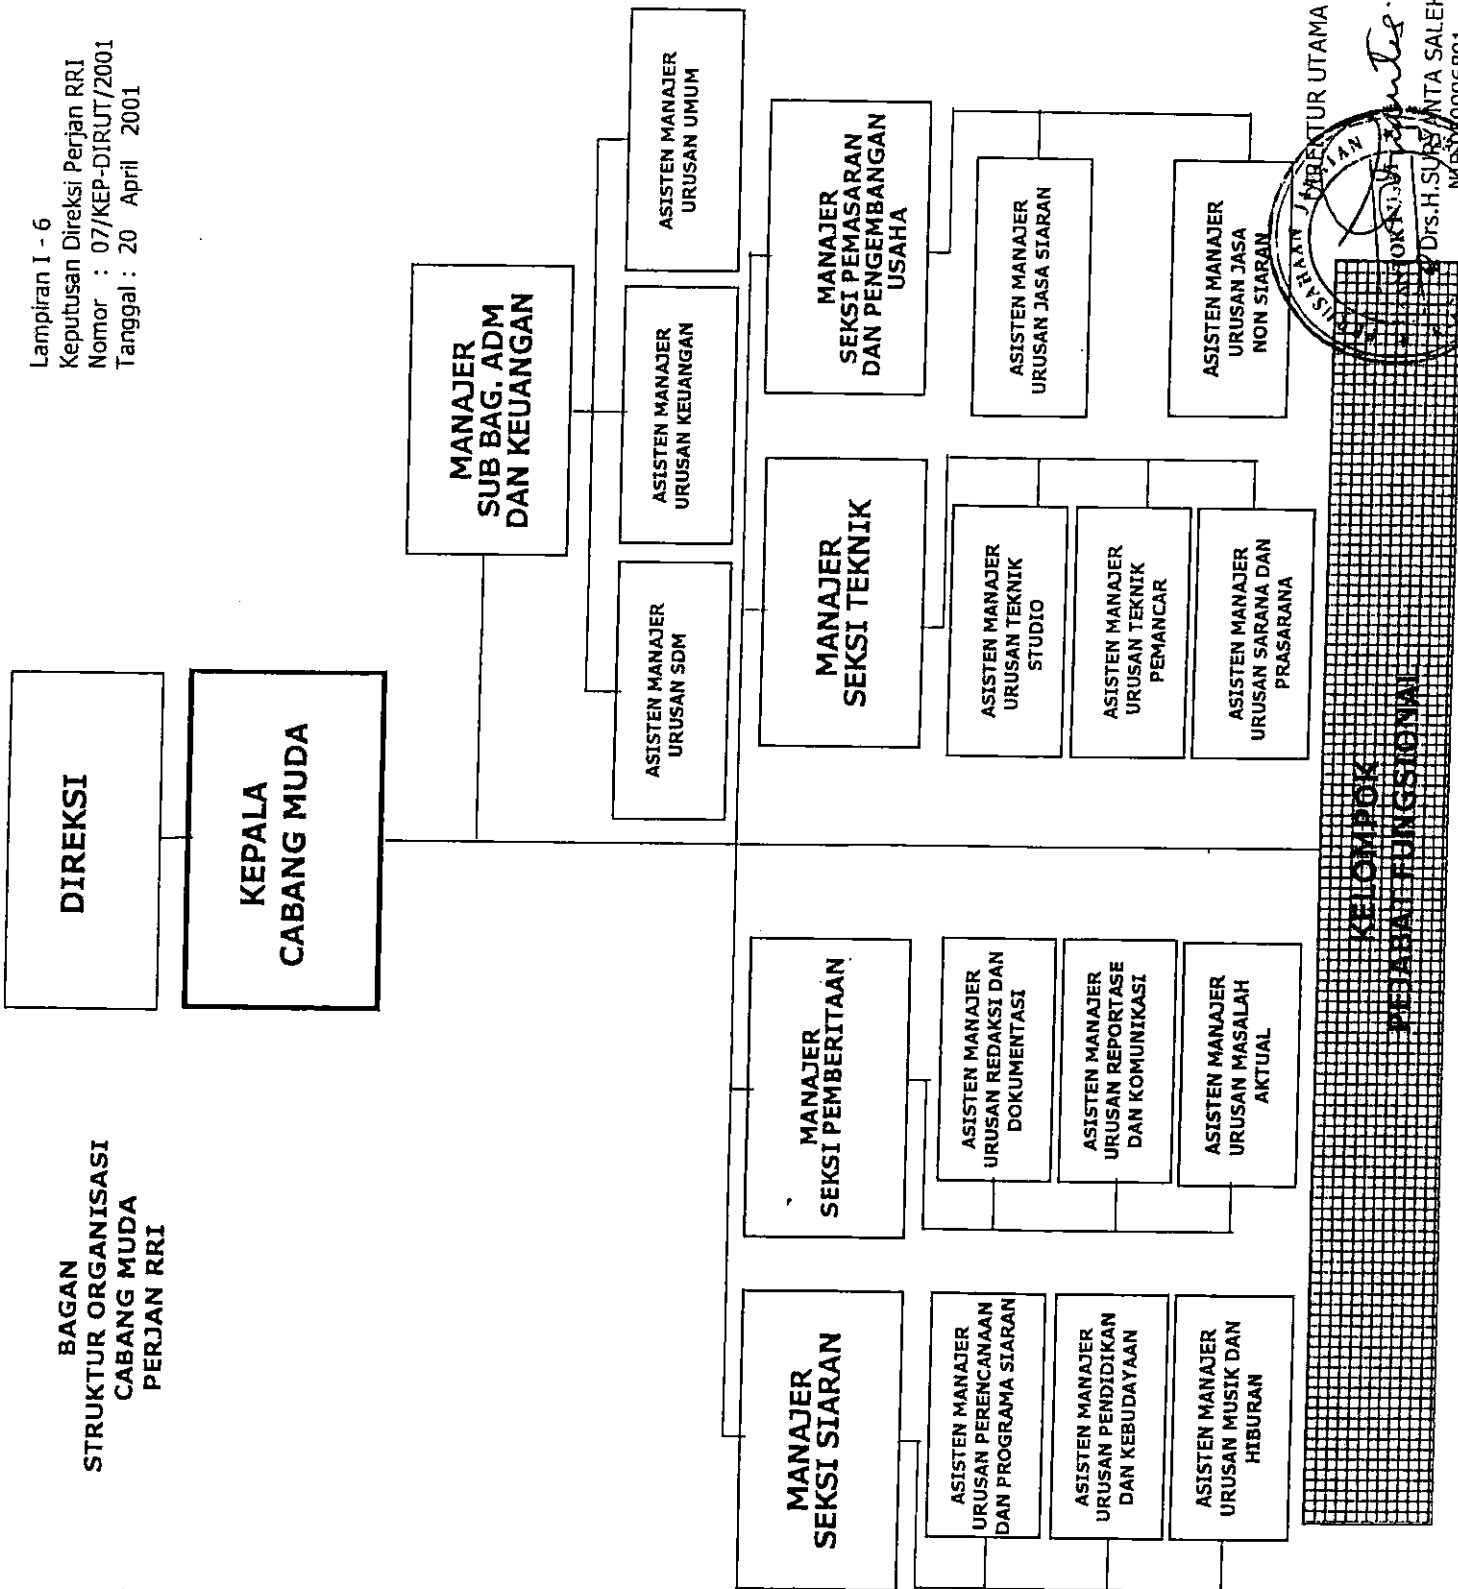 Lampiran I - 6
Keputusan Direksi Perjan RRI
Nomor : 07/KEP-DIRUT/2001
Tanggal : 20 April 2001
BAGAN
STRUKTUR ORGANISASI
CABANG MUDA
PERJAN RRI
DIREKSI
KEPALA
CABANG MUDA
MANAJER
SUB BAG. ADM
DAN KEUANGAN
ASISTEN MANAJER
URUSAN SDM
ASISTEN MANAJER
URUSAN KEUANGAN
ASISTEN MANAJER
URUSAN UMUM
MANAJER
SEKSI SIARAN
MANAJER
SEKSI PEMBERITAAN
MANAJER
SEKSI TEKNIK
MANAJER
SEKSI PEMASARAN
DAN PENGEMBANGAN
USAHA
ASISTEN MANAJER
URUSAN PERENCANAAN
DAN PROGRAMA SIARAN
ASISTEN MANAJER
URUSAN PENDIDIKAN
DAN KEBUDAYAAN
ASISTEN MANAJER
URUSAN MUSIK DAN
HIBURAN
ASISTEN MANAJER
URUSAN REDAKSI DAN
DOKUMENTASI
ASISTEN MANAJER
URUSAN REPORTASE
DAN KOMUNIKASI
ASISTEN MANAJER
URUSAN MASALAH
AKTUAL
ASISTEN MANAJER
URUSAN TEKNIK
STUDIO
ASISTEN MANAJER
URUSAN TEKNIK
PEMANCAR
ASISTEN MANAJER
URUSAN SARANA DAN
PRASARANA
ASISTEN MANAJER
URUSAN JASA SIARAN
ASISTEN MANAJER
URUSAN JASA
NON SIARAN
KELOMPOK
PEJABAT FUNGSIONAL
DIREKTUR UTAMA
Drs.H.SURYANTA SALEH